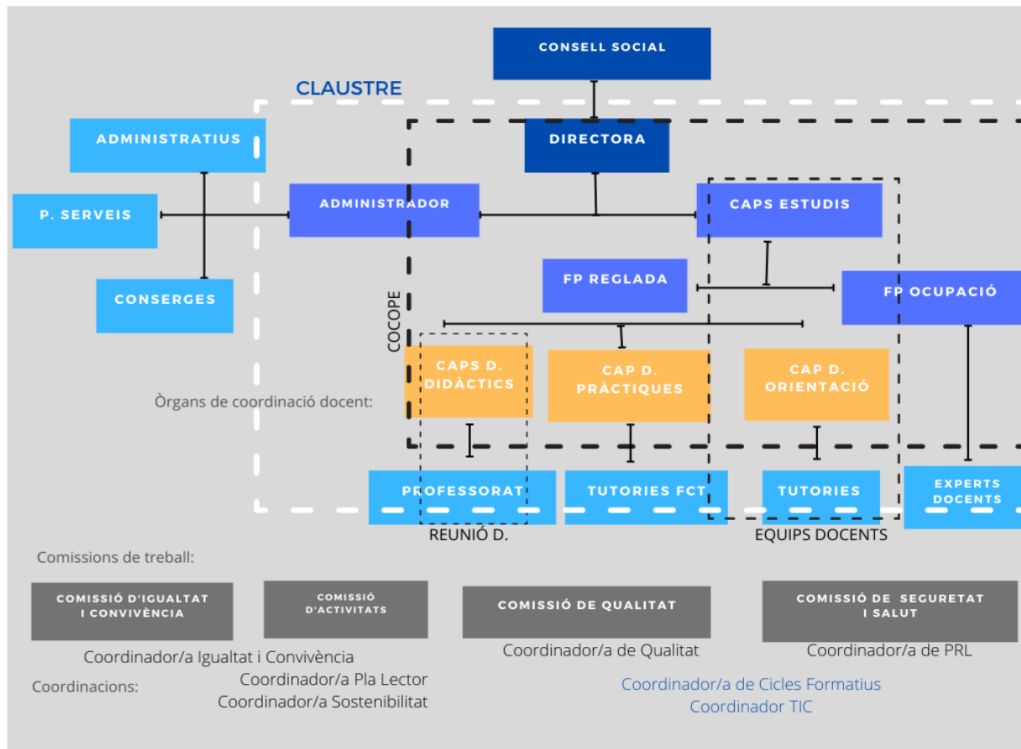 CONSELL SOCIAL
CLAUSTRE
ADMINISTRATIUS
DIRECTORA
P. SERVEIS
ADMINISTRADOR
CAPS ESTUDIS
CONSERGES
FP REGLADA
FP OCUPACIÓ
COCOPE
CAPS D.
DIDÀCTICS
CAP D.
PRÀCTIQUES
CAP D.
ORIENTACIÓ
Òrgans de coordinació docent:
PROFESSORAT
TUTORIES FCT
TUTORIES
EXPERTS
DOCENTS
REUNIÓ D.
EQUIPS DOCENTS
Comissions de treball:
COMISSIÓ D'IGUALTAT
I CONVIVÈNCIA
COMISSIÓ
D'ACTIVITATS
COMISSIÓ DE QUALITAT
COMISSIÓ DE SEGURETAT
I SALUT
Coordinador/a Igualtat i Convivència
Coordinador/a de Qualitat
Coordinador/a de PRL
Coordinacions:
Coordinador/a Pla Lector
Coordinador/a Sostenibilitat
Coordinador/a de Cicles Formatius
Coordinador TIC